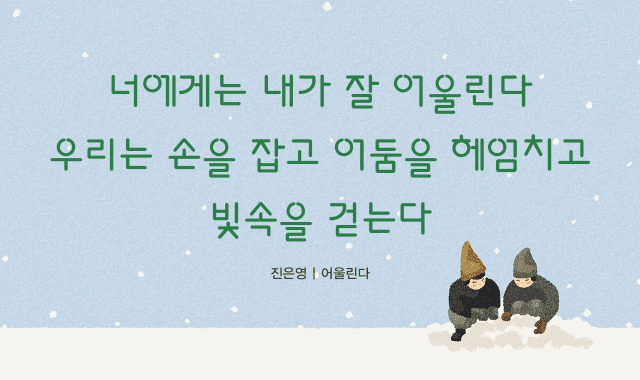 너에게는 내가 잘 어울린다
우리는 손을 잡고 어둠을 헤엄치고
빛속을 걷는다
진은영 | 어울린다